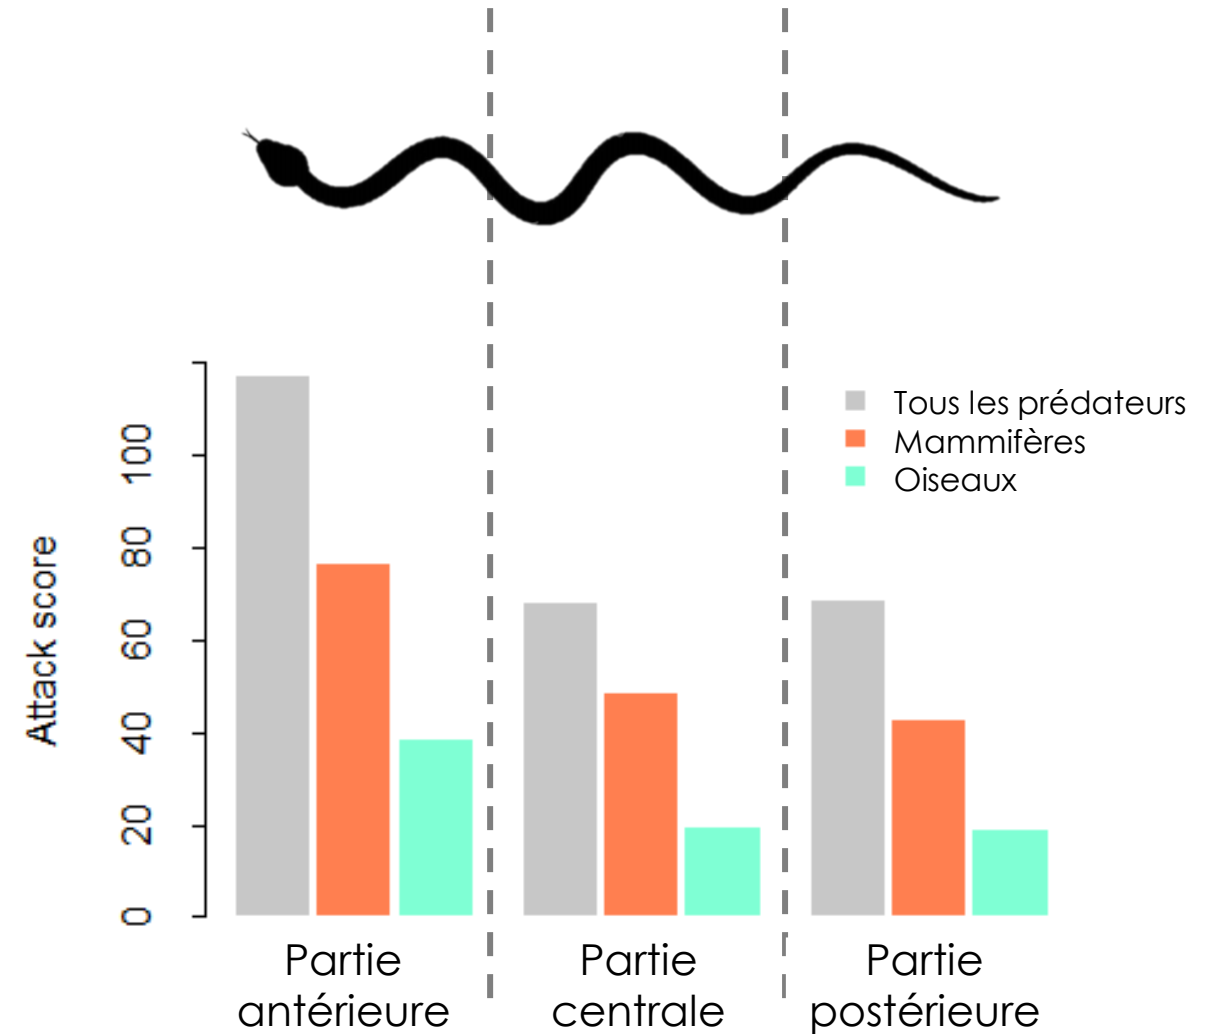 Tous les prédateurs
Mammifères
Oiseaux
Attack score
100
80
60
40
20
0
Partie
antérieure
Partie
centrale
Partie
postérieure